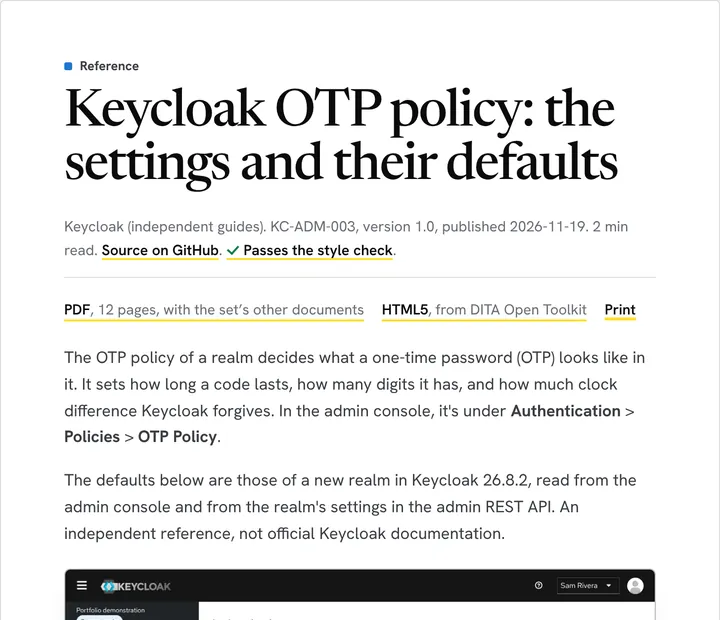 Reference
Keycloak OTP policy: the
settings and their defaults
Keycloak (independent guides). KC-ADM-003, version 1.0, published 2026-11-19. 2 min
read. Source on GitHub. ✓ Passes the style check.
PDF, 12 pages, with the set’s other documents HTML5, from DITA Open Toolkit Print
The OTP policy of a realm decides what a one-time password (OTP) looks like in
it. It sets how long a code lasts, how many digits it has, and how much clock
difference Keycloak forgives. In the admin console, it's under Authentication >
Policies > OTP Policy.
The defaults below are those of a new realm in Keycloak 26.8.2, read from the
admin console and from the realm's settings in the admin REST API. An
independent reference, not official Keycloak documentation.
KEYCLOAK Sam Rivera
Portfolio demonstration